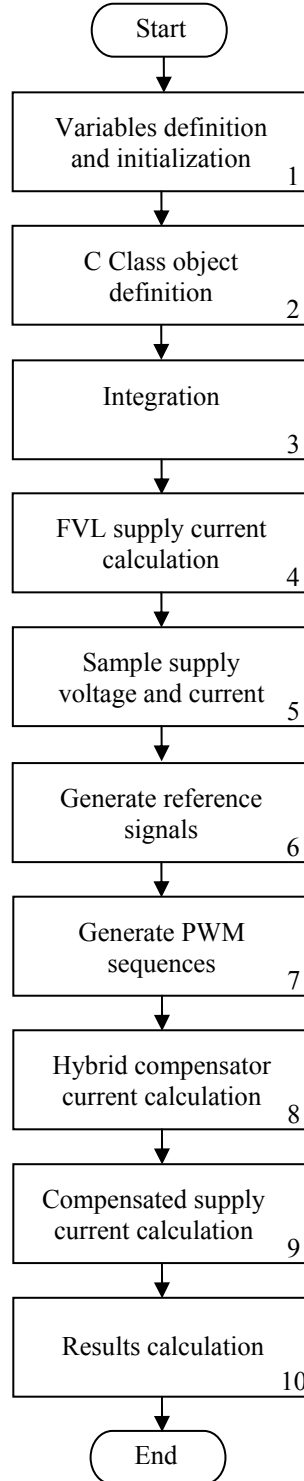 Start
Variables definition
and initialization
1
C Class object
definition
2
Integration
3
FVL supply current
calculation
4
Sample supply
voltage and current
5
Generate reference
signals
6
Generate PWM
sequences
7
Hybrid compensator
current calculation
8
Compensated supply
current calculation
9
Results calculation
10
End